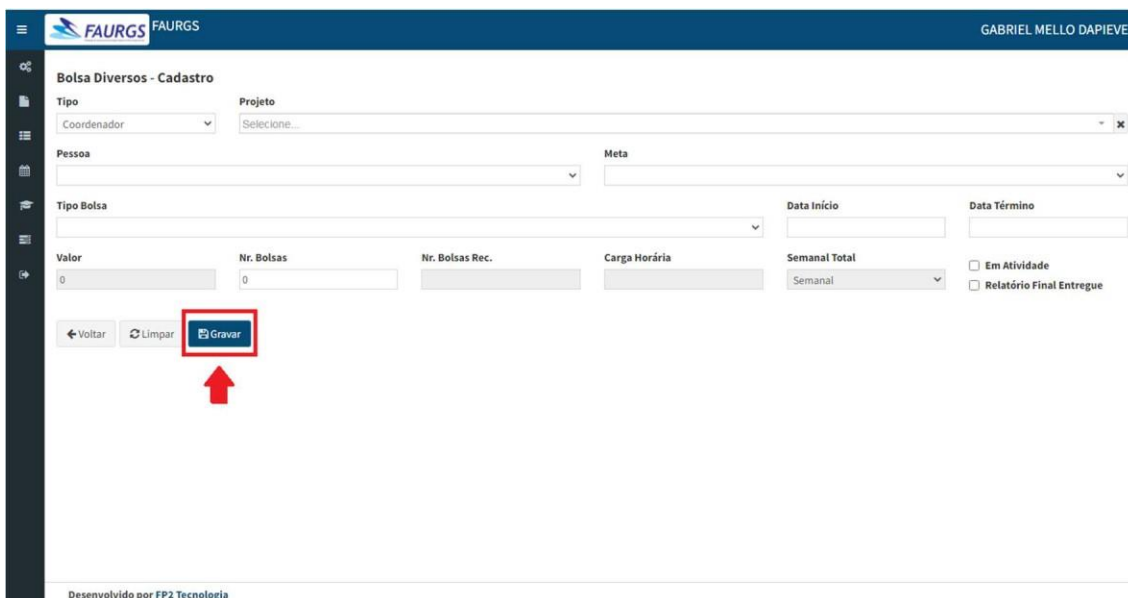 FAURGS FAURGS GABRIEL MELLO DAPIEVE
Bolsa Diversos - Cadastro
Tipo Projeto
Coordenador Selecione...
Pessoa Meta
Tipo Bolsa Data Início Data Término
Valor Nr. Bolsas Nr. Bolsas Rec. Carga Horária Semanal Total
0 0 Semanal
Em Atividade
Relatório Final Entregue
Voltar Limpar Gravar
Desenvolvido por FP2 Tecnologia